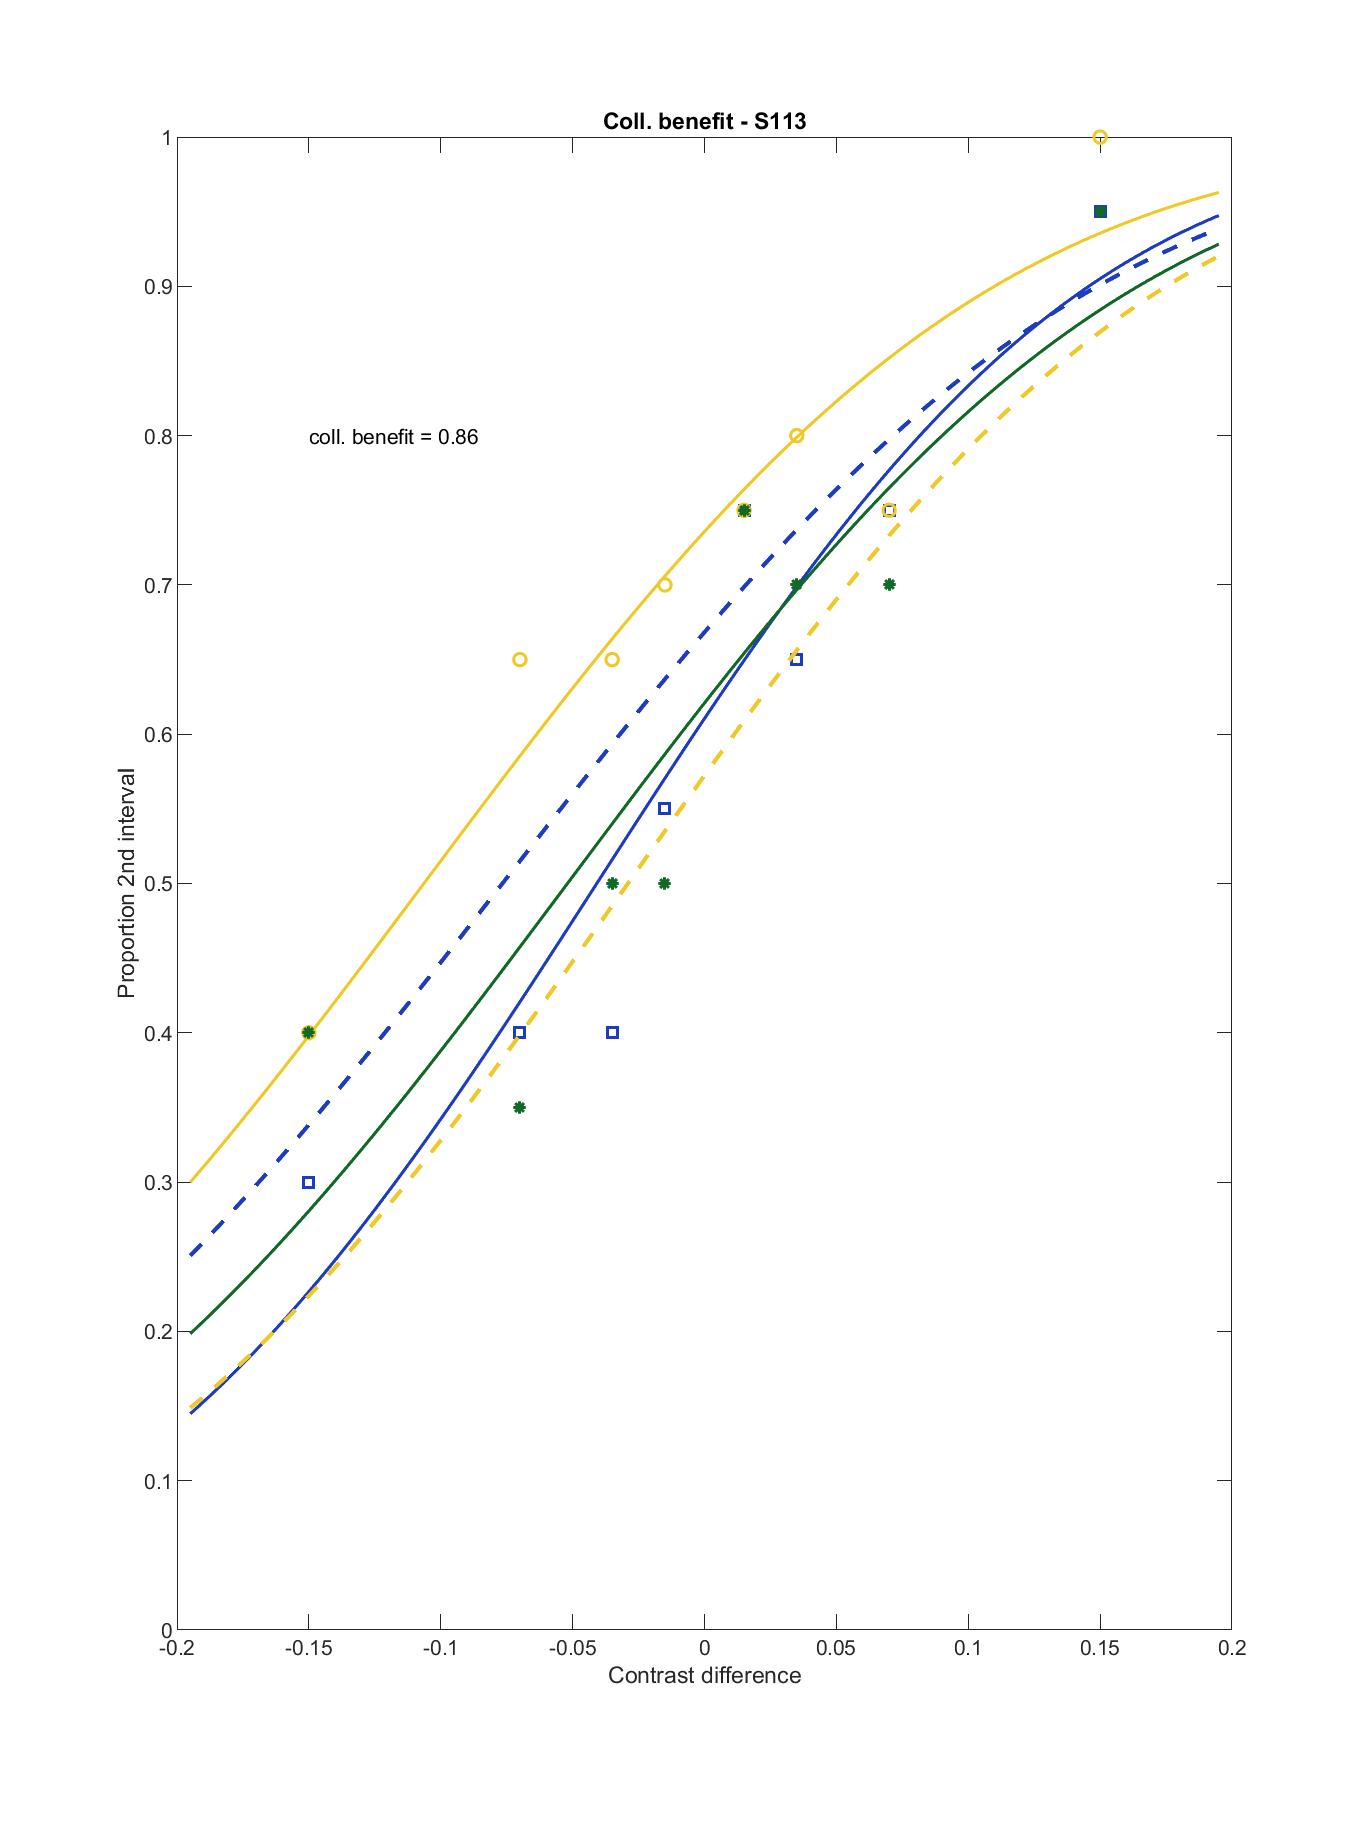 Coll. benefit - S113
1
0.9
0.8
coll. benefit = 0.86
0.7
0.6
0.5
0.4
0.3
0.2
0.1
0
Proportion 2nd interval
-0.2 -0.15 -0.1 -0.05 0 0.05 0.1 0.15 0.2
Contrast difference